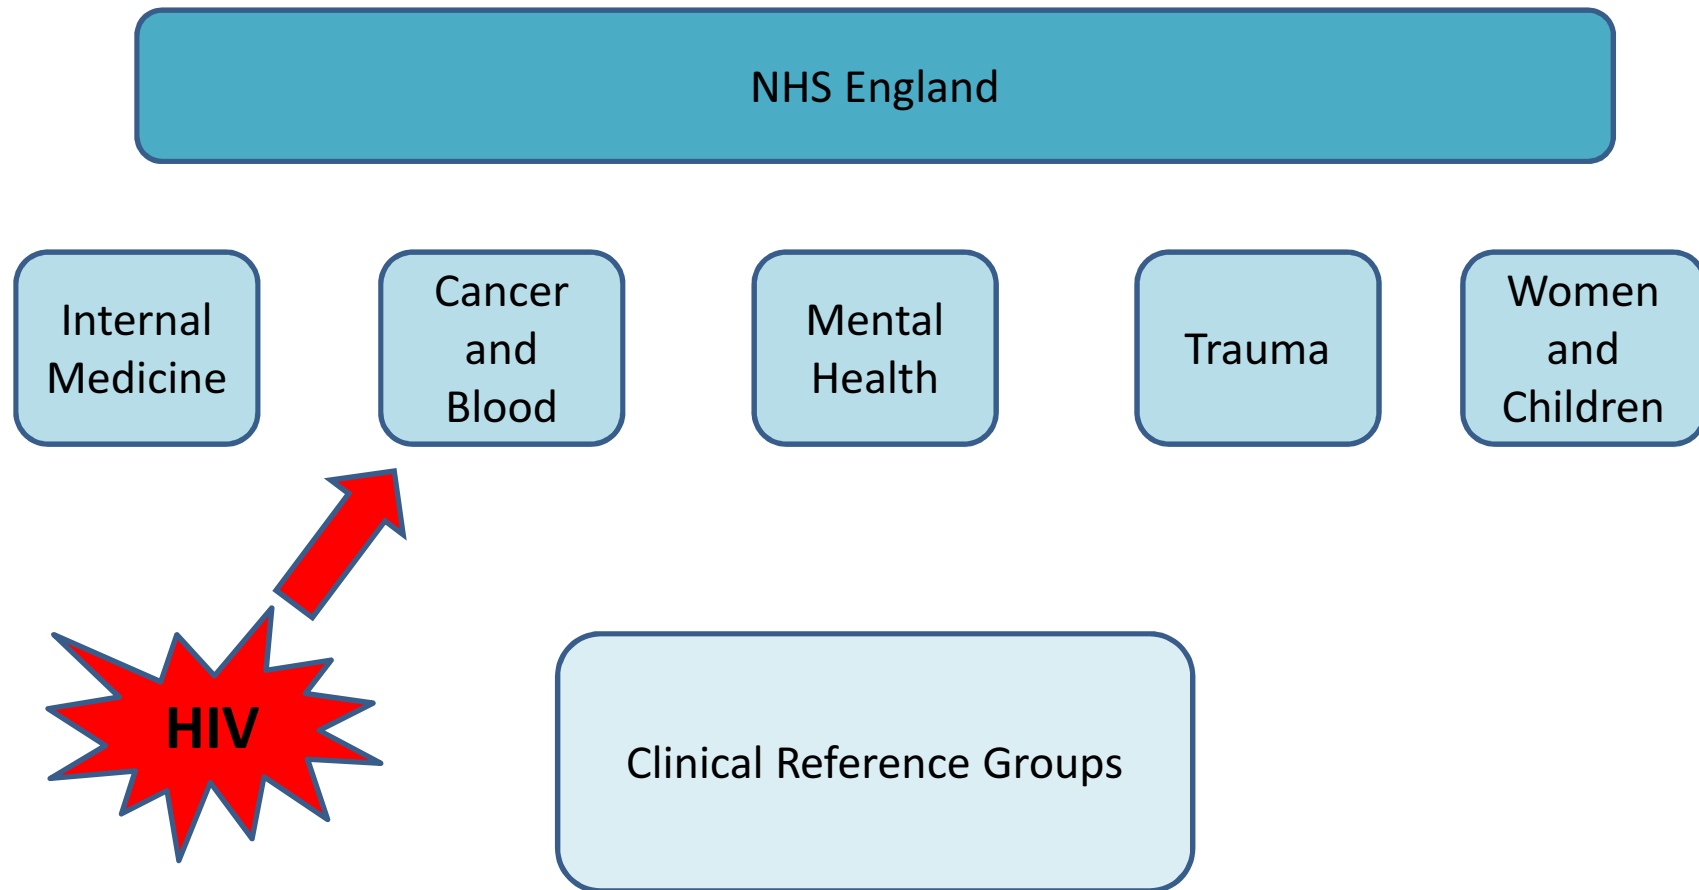 NHS England
Internal
Medicine
Cancer
and
Blood
Mental
Health
Trauma
Women
and
Children
HIV
Clinical Reference Groups